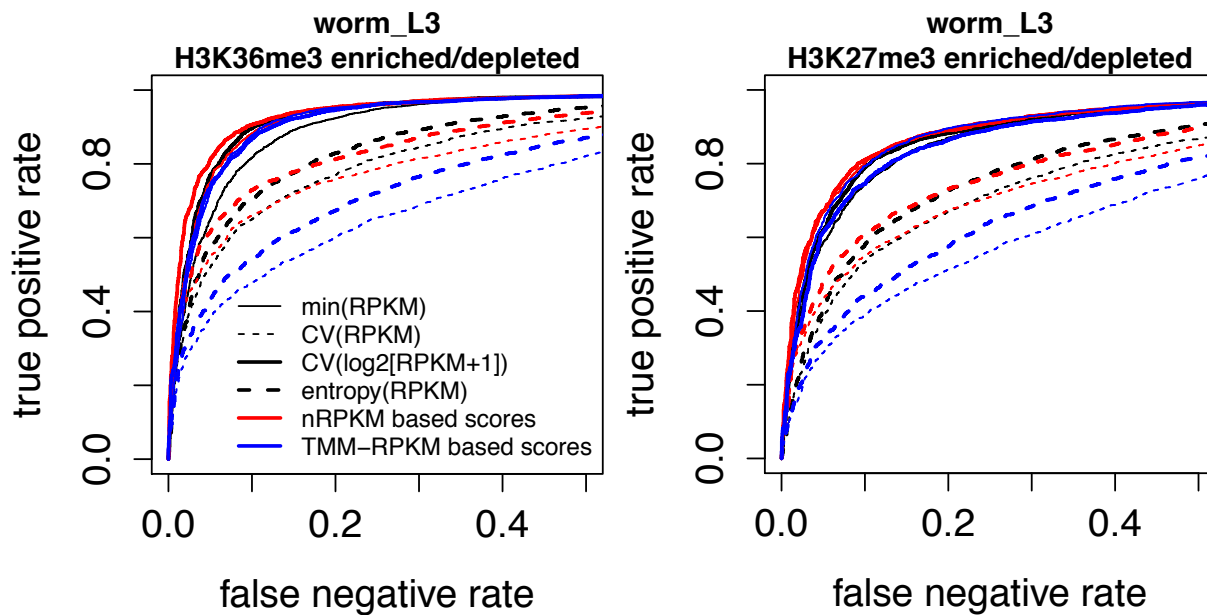 worm_L3
H3K36me3 enriched/depleted
true positive rate
0.8
0.4
0.0
min(RPKM)
CV(RPKM)
CV(log2[RPKM+1])
entropy(RPKM)
nRPKM based scores
TMM−RPKM based scores
0.0 0.2 0.4
false negative rate
worm_L3
H3K27me3 enriched/depleted
true positive rate
0.8
0.4
0.0
0.0 0.2 0.4
false negative rate